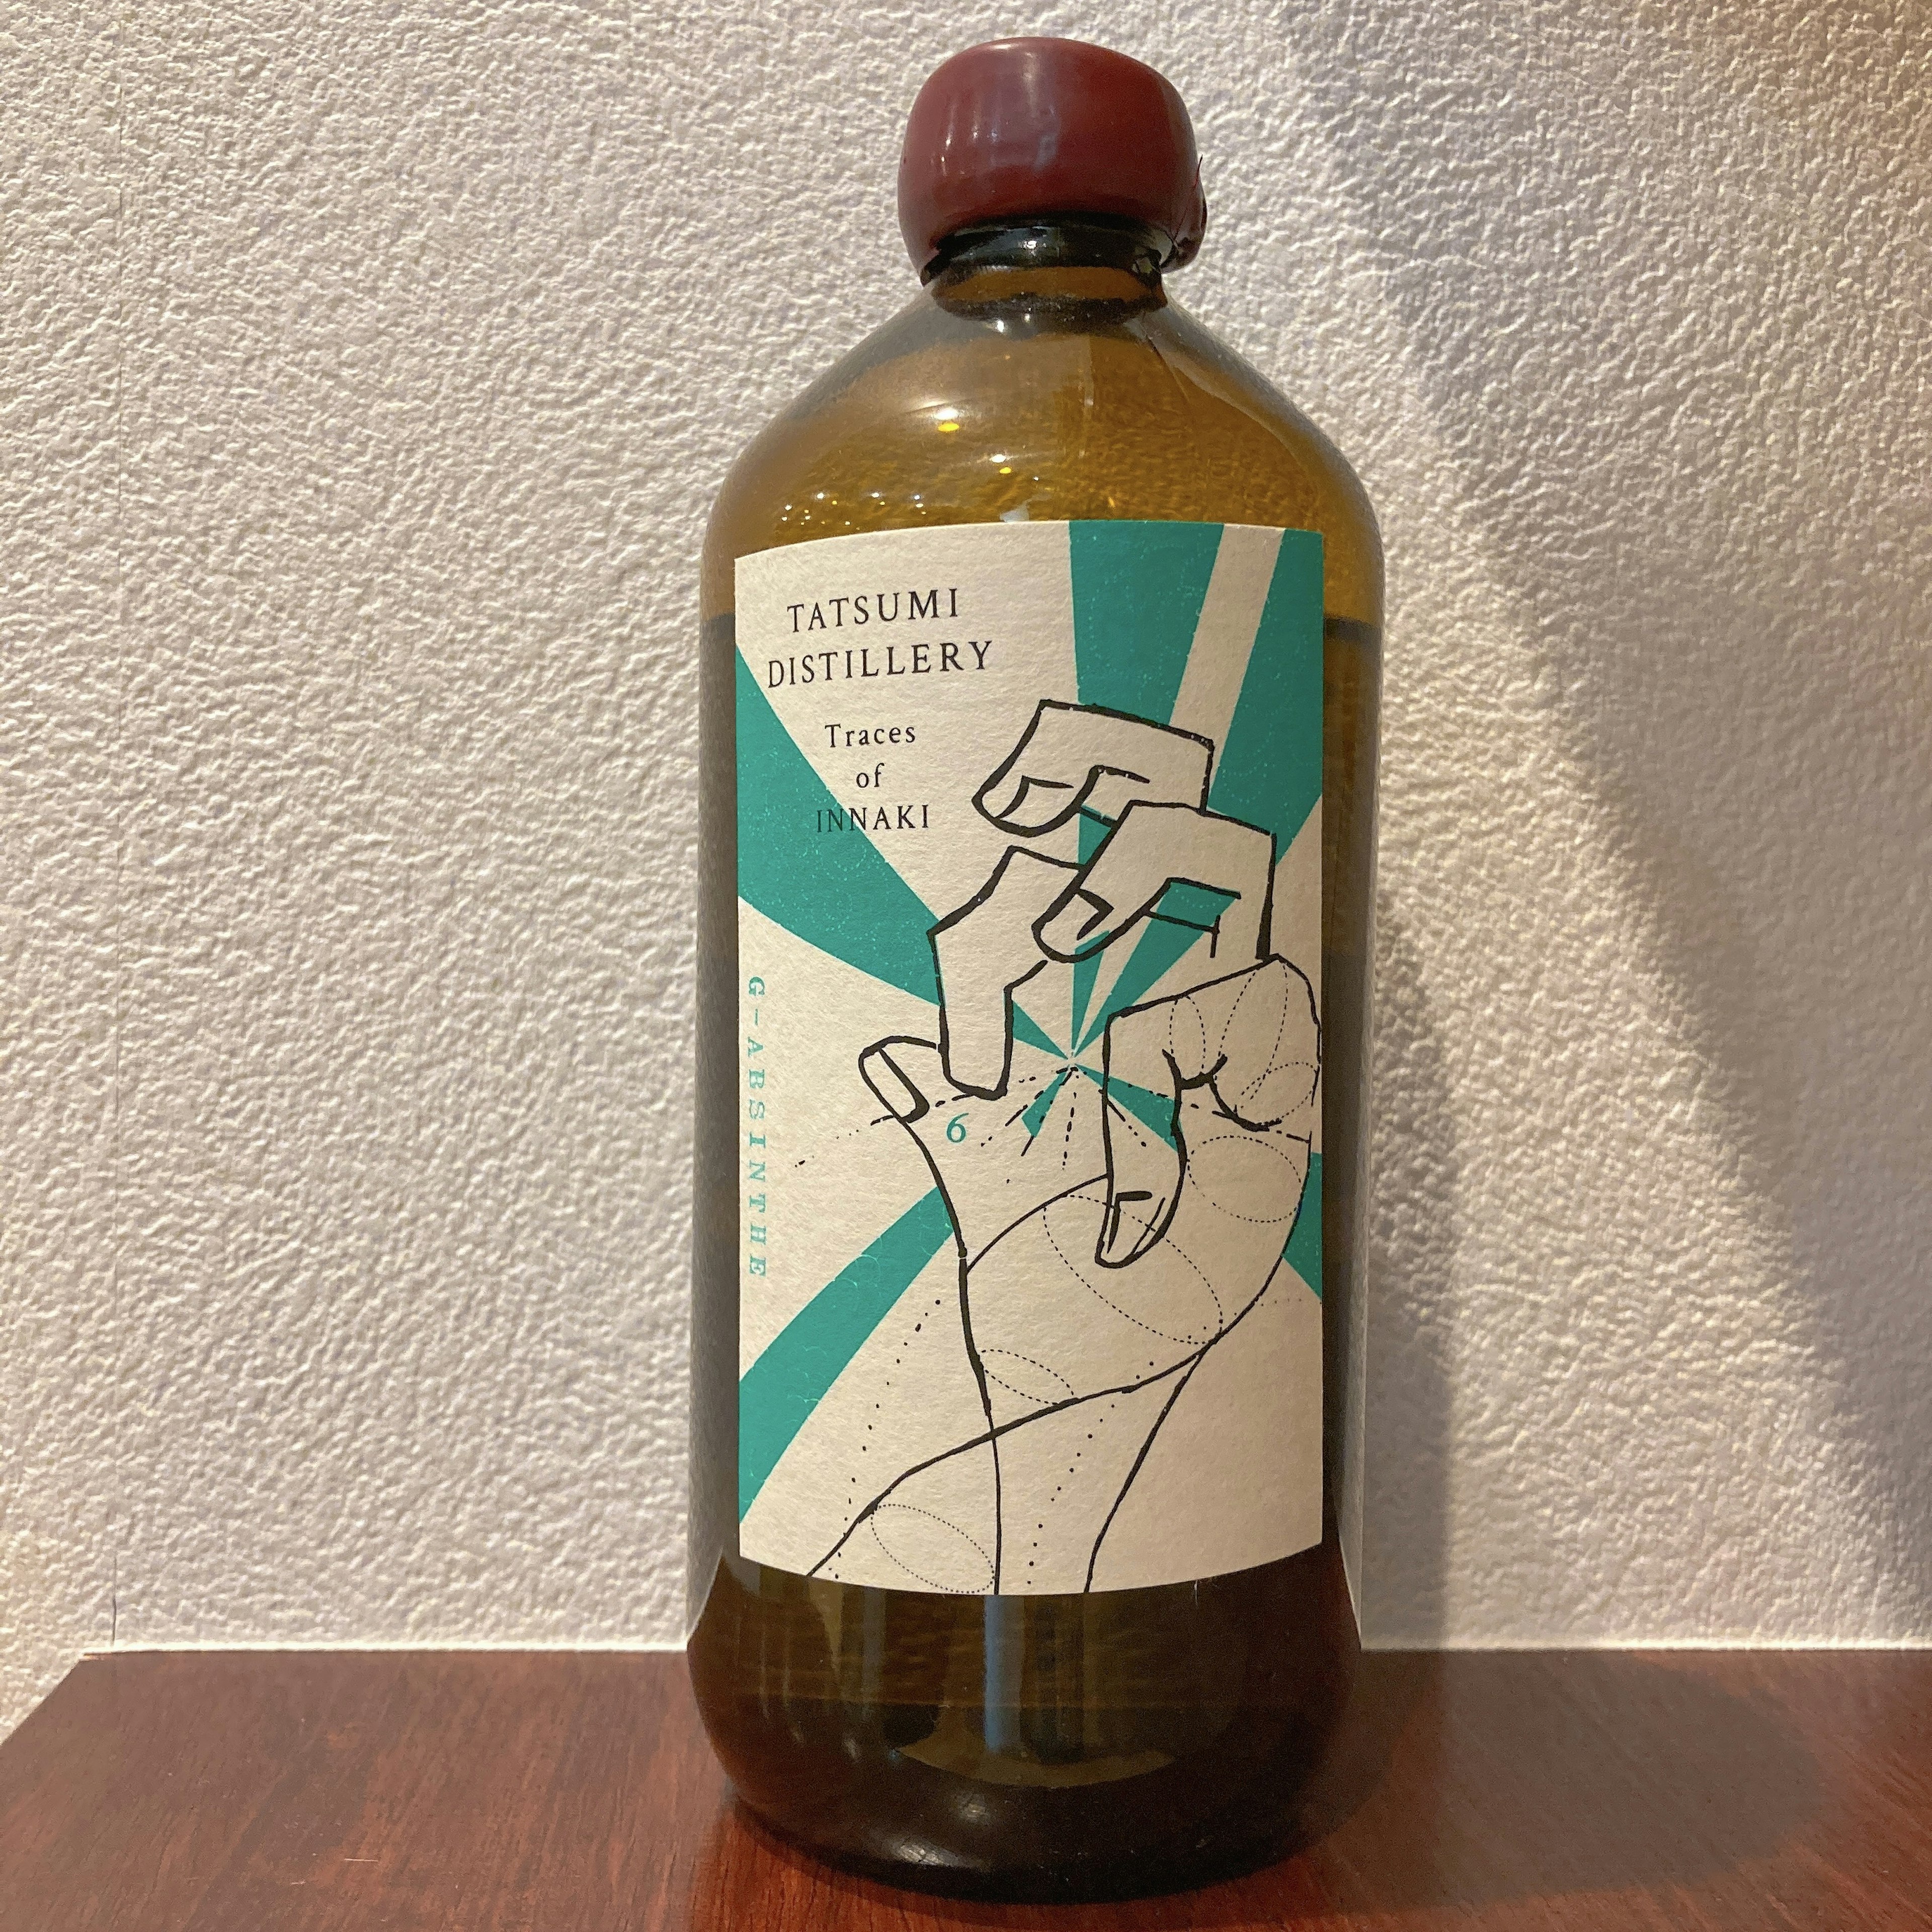 TATSUMI
DISTILLERY
Traces
of
INNAKI
G-ABSINTHE
6